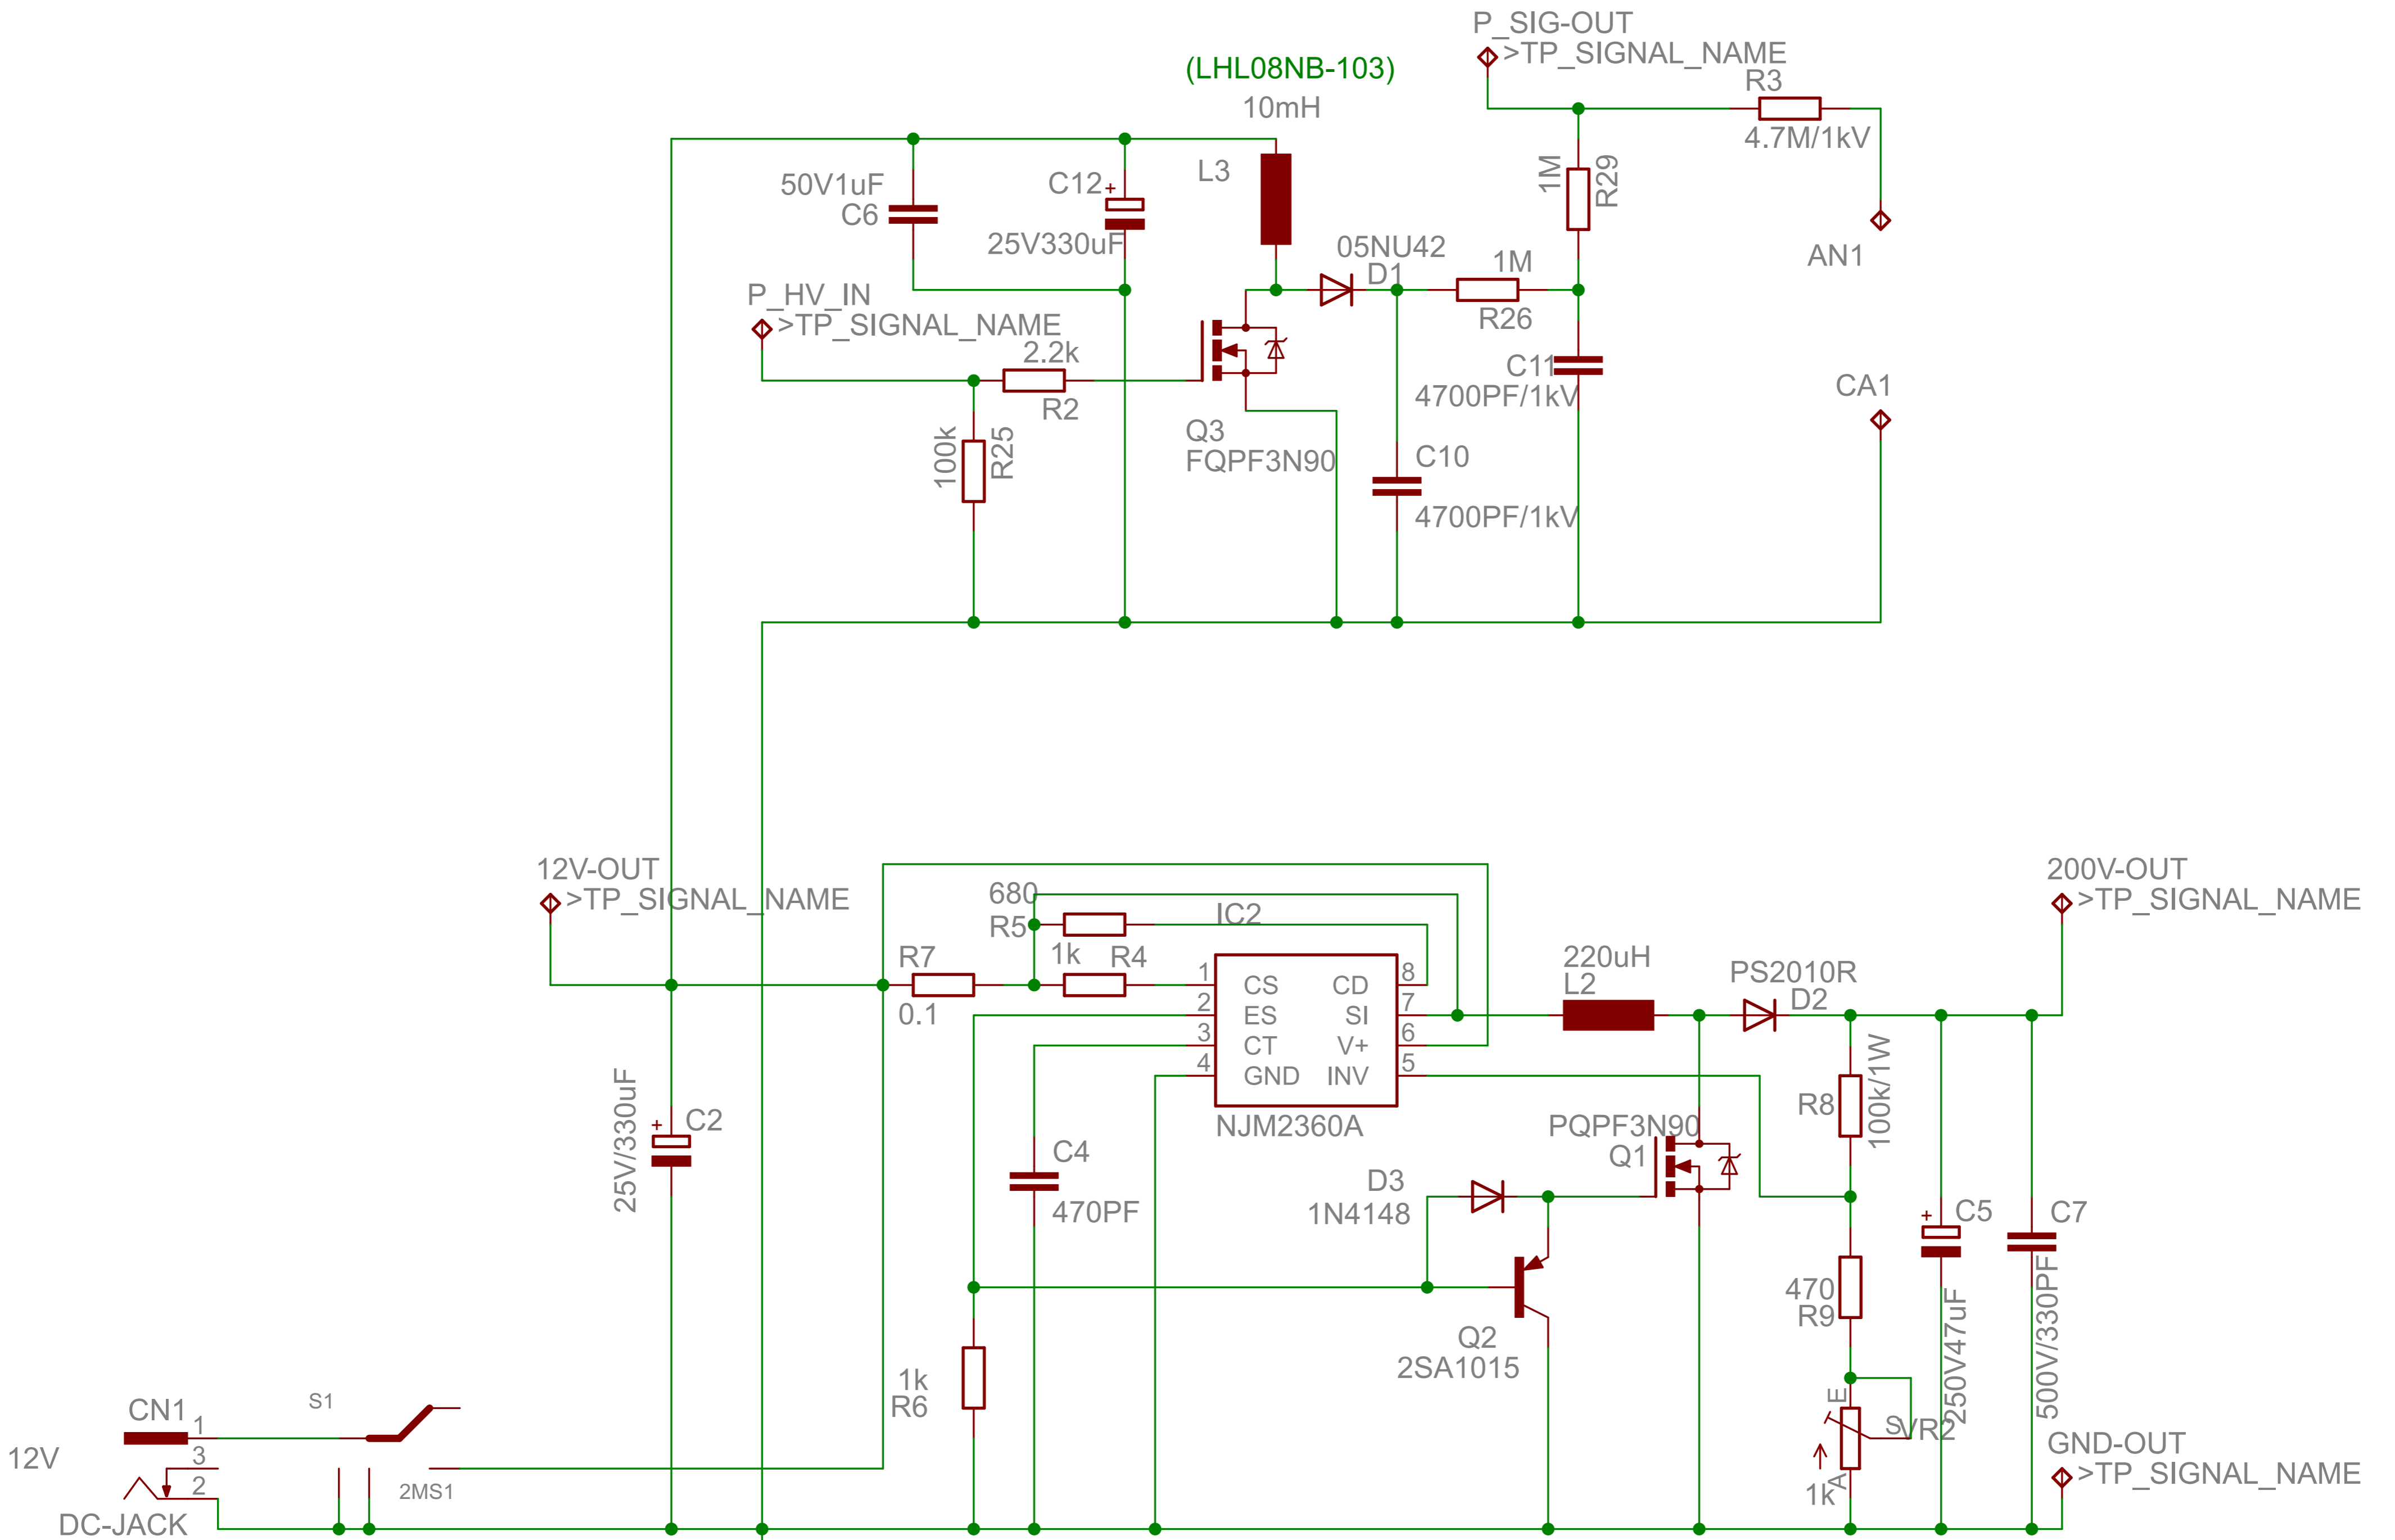 P_SIG-OUT
>TP_SIGNAL_NAME
R3
4.7M/1kV
(LHL08NB-103)
10mH
L3
50V1uF
C6
C12
+
25V330uF
1M
R29
AN1
05NU42
D1
1M
R26
P_HV_IN
>TP_SIGNAL_NAME
2.2k
R2
C11
4700PF/1kV
CA1
100k
R25
Q3
FQPF3N90
C10
4700PF/1kV
12V-OUT
>TP_SIGNAL_NAME
680
R5
IC2
200V-OUT
>TP_SIGNAL_NAME
R7
0.1
1k
R4
1 CS CD 8
2 ES SI 7
3 CT V+ 6
4 GND INV 5
NJM2360A
220uH
L2
PS2010R
D2
R8
100k/1W
25V/330uF
+
C2
C4
470PF
PQPF3N90
Q1
D3
1N4148
+
C5
250V47uF
C7
500V/330PF
470
R9
Q2
2SA1015
1k
R6
E
SVR2
A
1k
GND-OUT
>TP_SIGNAL_NAME
S1
CN1
1
12V
3
2
2MS1
DC-JACK